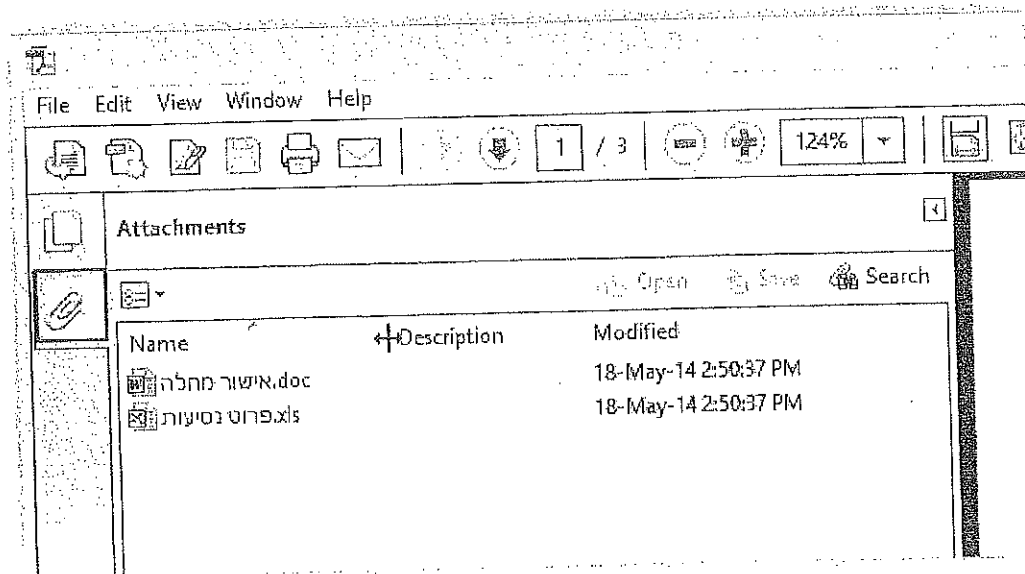 File Edit View Window Help
1 / 3 124%
Attachments
Open Save Search
Name Description Modified
אישור מחלה.doc 18-May-14 2:50:37 PM
פרוט נסיעות.xls 18-May-14 2:50:37 PM